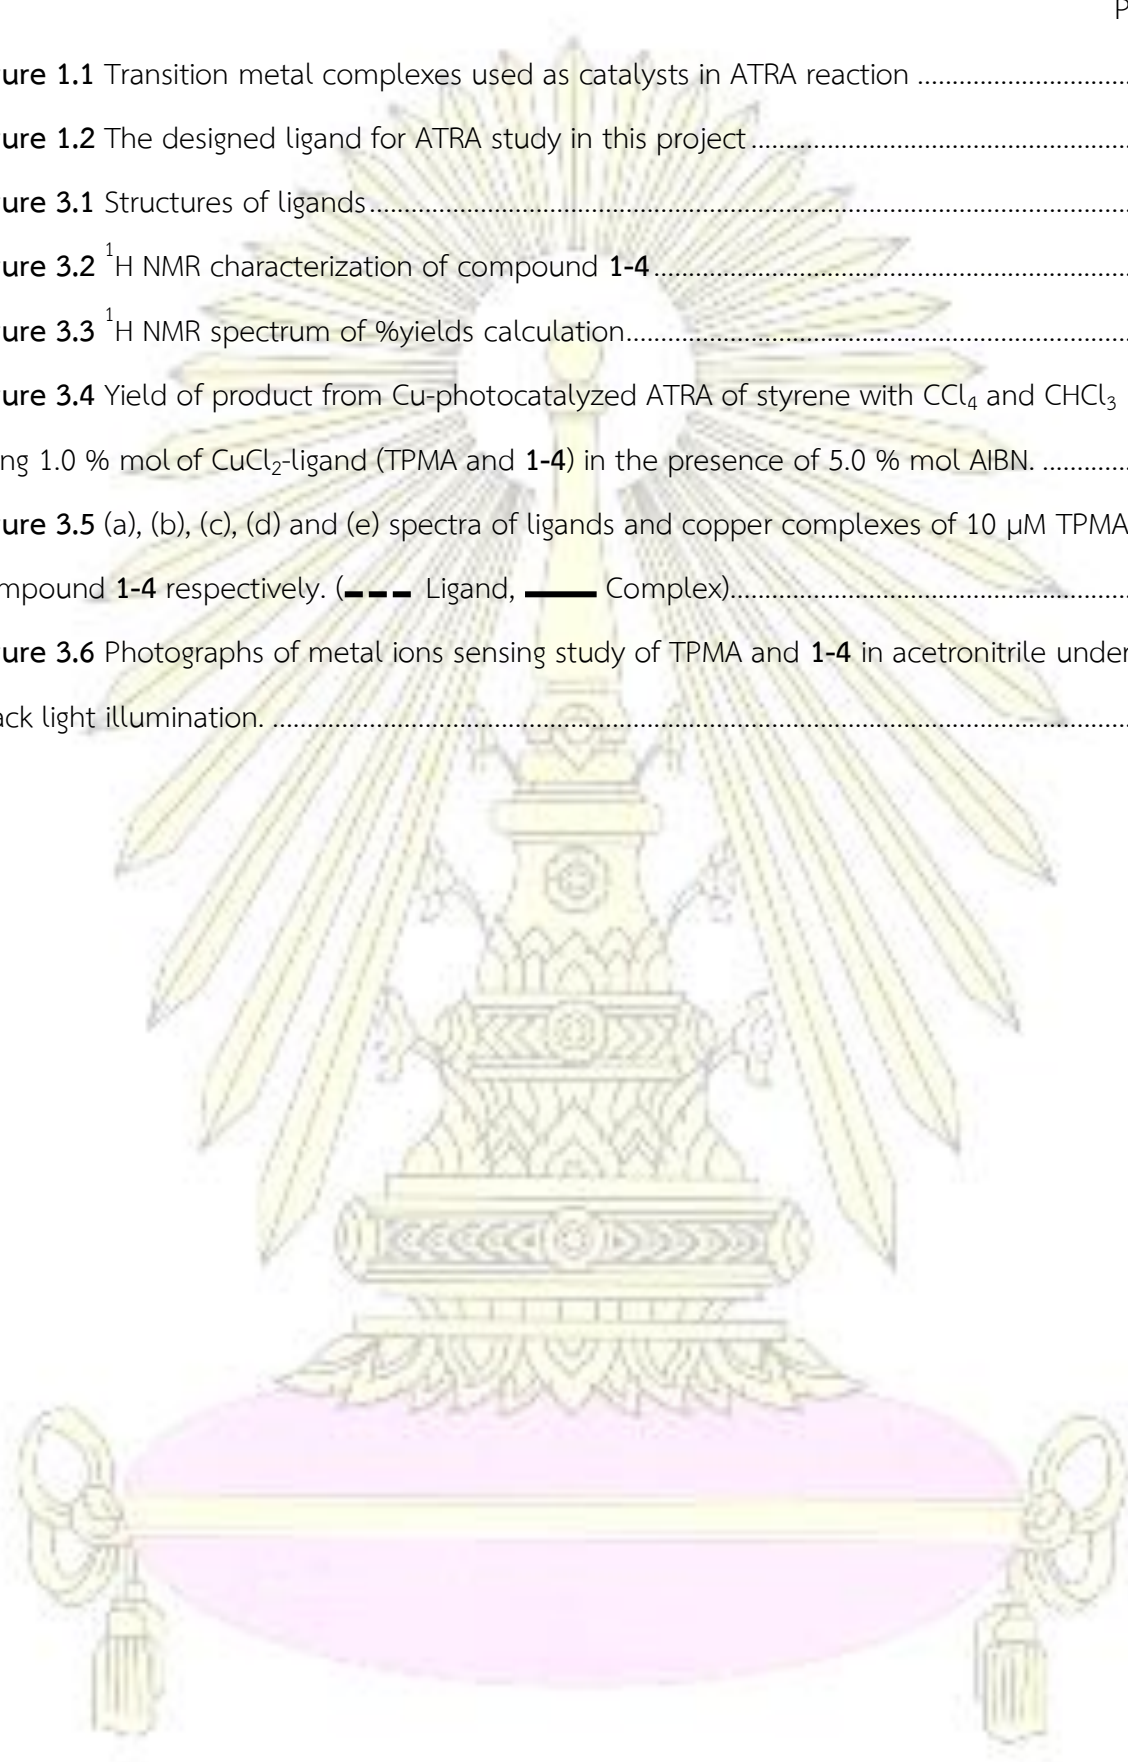 P
ure 1.1 Transition metal complexes used as catalysts in ATRA reaction ................................
ure 1.2 The designed ligand for ATRA study in this project ................................
ure 3.1 Structures of ligands ................................
ure 3.2 ¹H NMR characterization of compound 1-4 ................................
ure 3.3 ¹H NMR spectrum of %yields calculation ................................
ure 3.4 Yield of product from Cu-photocatalyzed ATRA of styrene with CCl₄ and CHCl₃
ng 1.0 % mol of CuCl₂-ligand (TPMA and 1-4) in the presence of 5.0 % mol AIBN. ............
ure 3.5 (a), (b), (c), (d) and (e) spectra of ligands and copper complexes of 10 µM TPMA
mpound 1-4 respectively. (--- Ligand, — Complex) ................................
ure 3.6 Photographs of metal ions sensing study of TPMA and 1-4 in acetronitrile under
ack light illumination. ................................